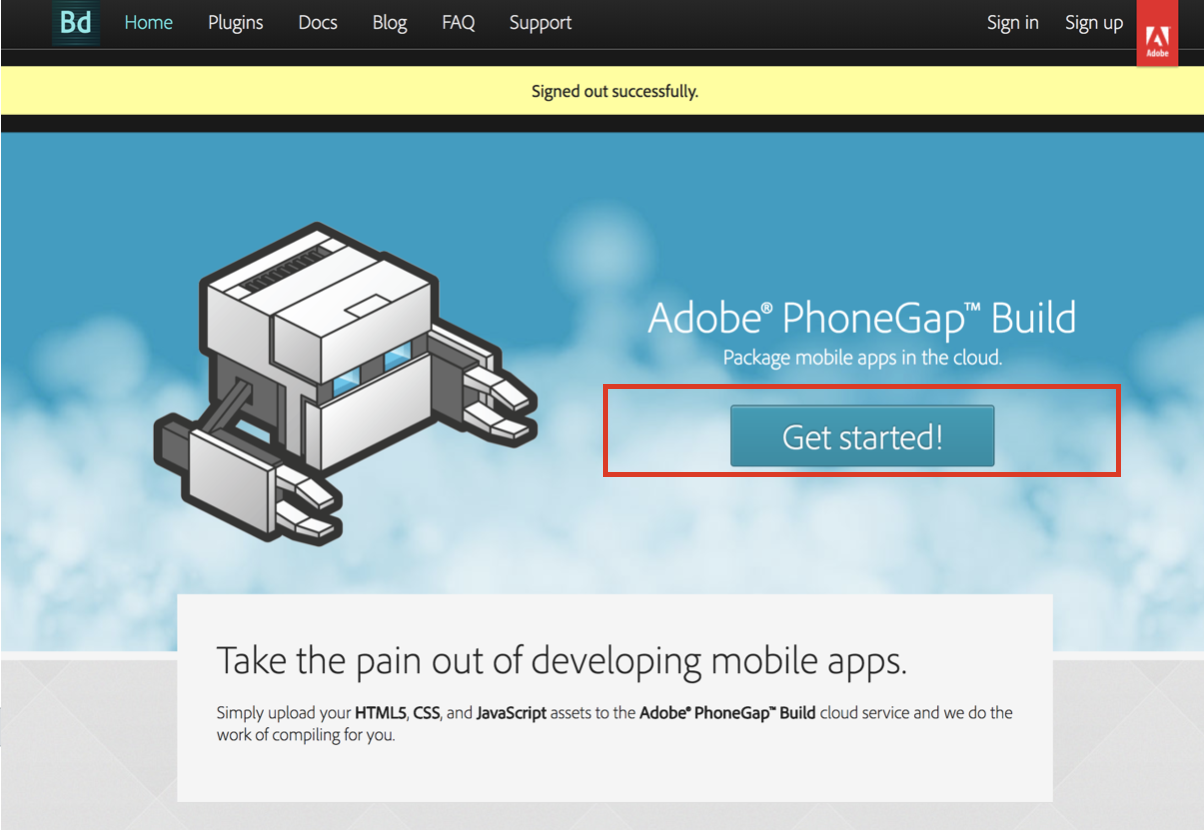 Bd Home Plugins Docs Blog FAQ Support Sign in Sign up
Adobe
Signed out successfully.
Adobe® PhoneGap™ Build
Package mobile apps in the cloud.
Get started!
Take the pain out of developing mobile apps.
Simply upload your HTML5, CSS, and JavaScript assets to the Adobe® PhoneGap™ Build cloud service and we do the
work of compiling for you.